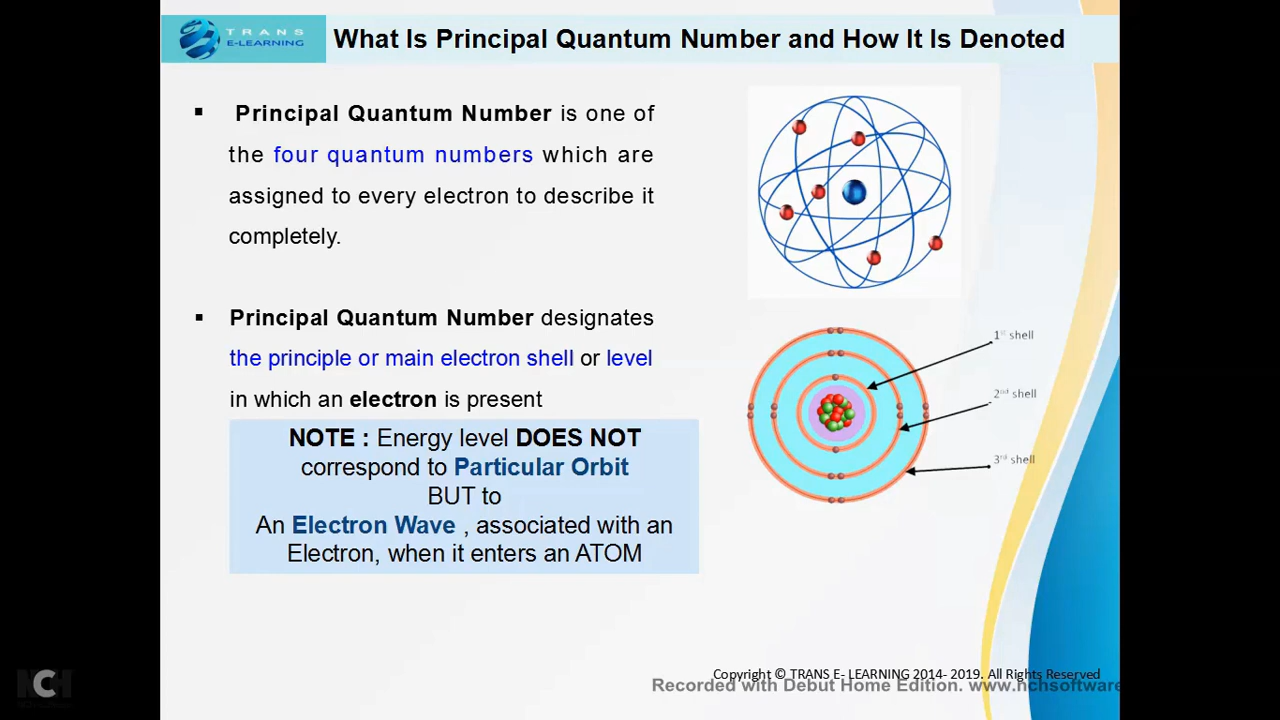 TRANS
E-LEARNING
What Is Principal Quantum Number and How It Is Denoted
Principal Quantum Number is one of
the four quantum numbers which are
assigned to every electron to describe it
completely.
Principal Quantum Number designates
the principle or main electron shell or level
in which an electron is present
NOTE : Energy level DOES NOT
correspond to Particular Orbit
BUT to
An Electron Wave , associated with an
Electron, when it enters an ATOM
1st shell
2nd shell
3rd shell
Copyright © TRANS E- LEARNING 2014- 2019. All Rights Reserved
Recorded with Debut Home Edition. www.nchsoftware
NCH